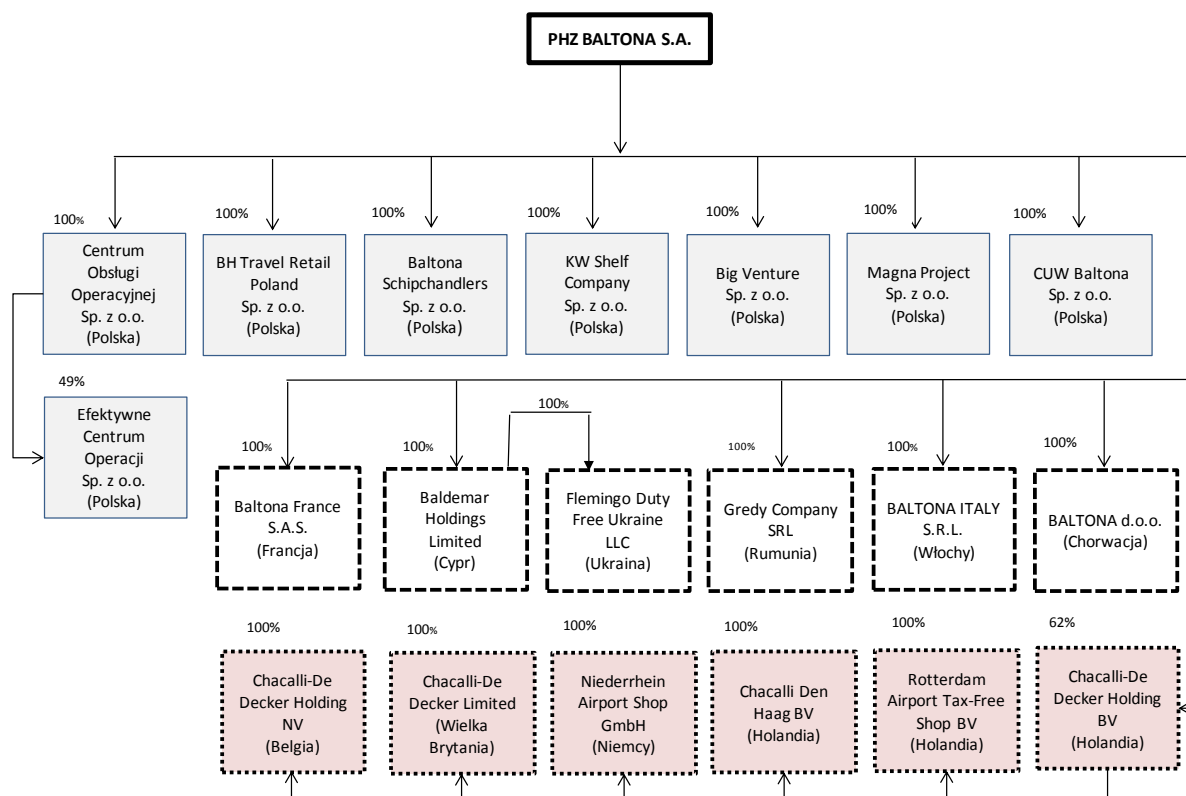 PHZ BALTONA S.A.
100%
100%
100%
100%
100%
100%
100%
Centrum
Obsługi
Operacyjnej
Sp. z o.o.
(Polska)
BH Travel Retail
Poland
Sp. z o.o.
(Polska)
Baltona
Schipchandlers
Sp. z o.o.
(Polska)
KW Shelf
Company
Sp. z o.o.
(Polska)
Big Venture
Sp. z o.o.
(Polska)
Magna Project
Sp. z o.o.
(Polska)
CUW Baltona
Sp. z o.o.
(Polska)
49%
Efektywne
Centrum
Operacji
Sp. z o.o.
(Polska)
100%
100%
100%
100%
100%
100%
100%
Baltona France
S.A.S.
(Francja)
Baldemar
Holdings
Limited
(Cypr)
Flemingo Duty
Free Ukraine
LLC
(Ukraina)
Gredy Company
SRL
(Rumunia)
BALTONA ITALY
S.R.L.
(Włochy)
BALTONA d.o.o.
(Chorwacja)
100%
100%
100%
100%
100%
62%
Chacalli-De
Decker Holding
NV
(Belgia)
Chacalli-De
Decker Limited
(Wielka
Brytania)
Niederrhein
Airport Shop
GmbH
(Niemcy)
Chacalli Den
Haag BV
(Holandia)
Rotterdam
Airport Tax-Free
Shop BV
(Holandia)
Chacalli-De
Decker Holding
BV
(Holandia)